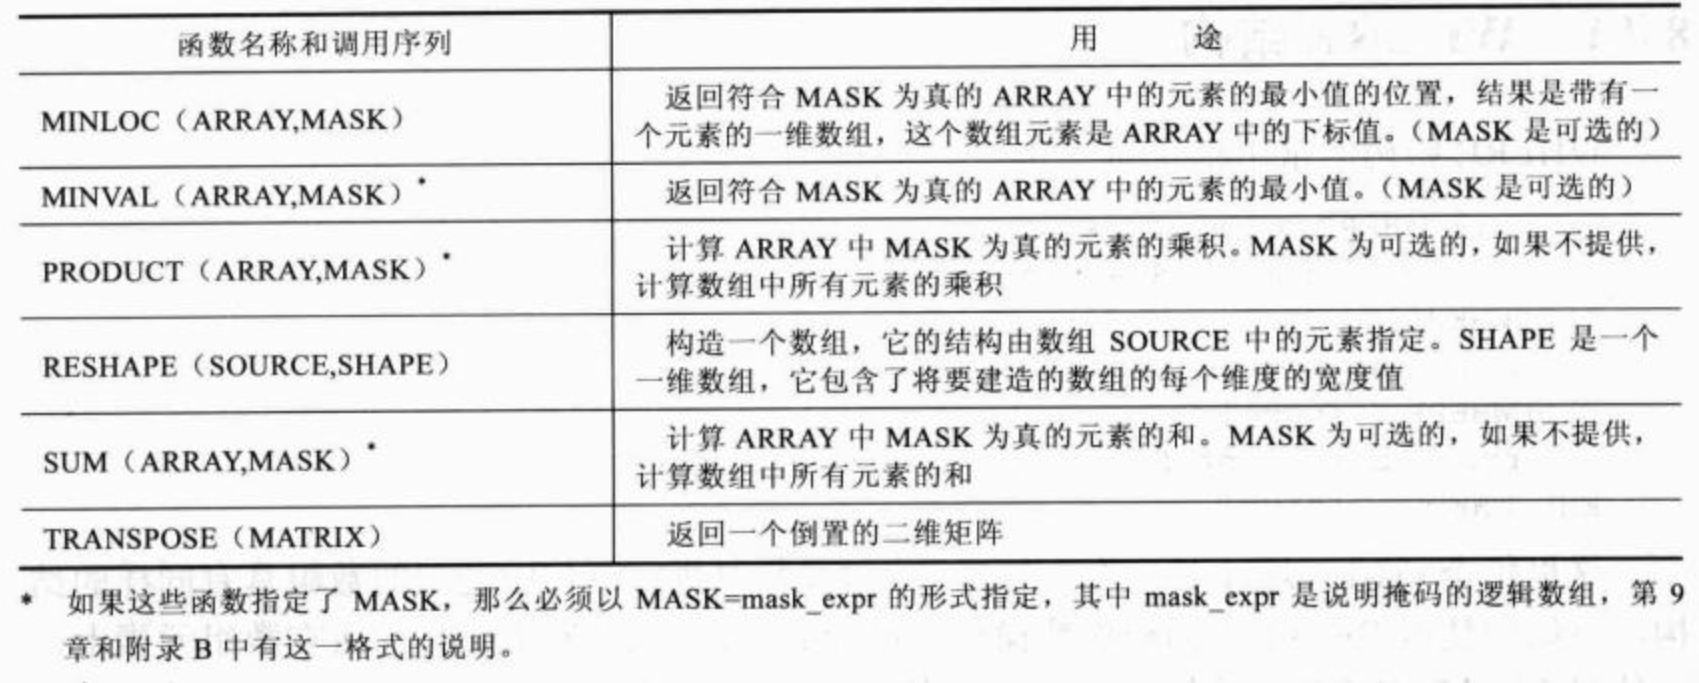 函数名称和调用序列
用 途
MINLOC（ARRAY,MASK）
返回符合 MASK 为真的 ARRAY 中的元素的最小值的位置，结果是带有一
个元素的一维数组，这个数组元素是 ARRAY 中的下标值。（MASK 是可选的）
MINVAL（ARRAY,MASK）*
返回符合 MASK 为真的 ARRAY 中的元素的最小值。（MASK 是可选的）
PRODUCT（ARRAY,MASK）*
计算 ARRAY 中 MASK 为真的元素的乘积。MASK 为可选的，如果不提供，
计算数组中所有元素的乘积
RESHAPE（SOURCE,SHAPE）
构造一个数组，它的结构由数组 SOURCE 中的元素指定。SHAPE 是一个
一维数组，它包含了将要建造的数组的每个维度的宽度值
SUM（ARRAY,MASK）*
计算 ARRAY 中 MASK 为真的元素的和。MASK 为可选的，如果不提供，
计算数组中所有元素的和
TRANSPOSE（MATRIX）
返回一个倒置的二维矩阵
* 如果这些函数指定了 MASK，那么必须以 MASK=mask_expr 的形式指定，其中 mask_expr 是说明掩码的逻辑数组，第 9
章和附录 B 中有这一格式的说明。